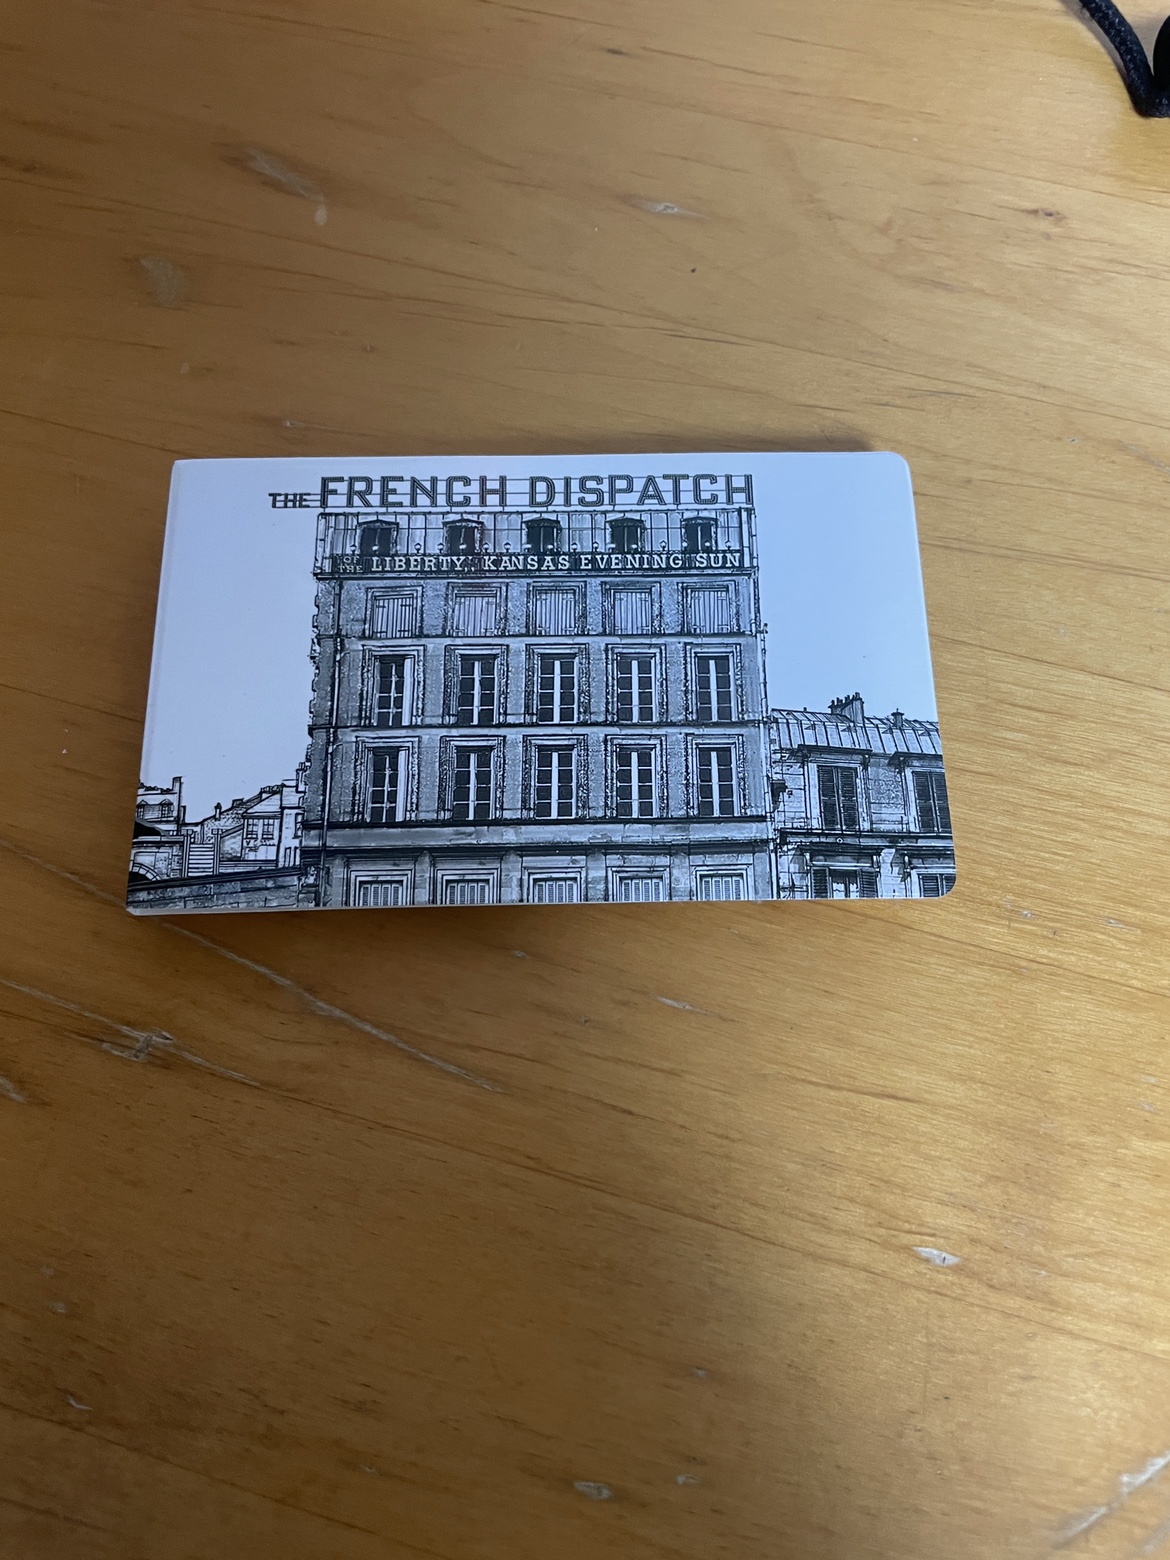 THE FRENCH DISPATCH
OF THE LIBERTY, KANSAS EVENING SUN